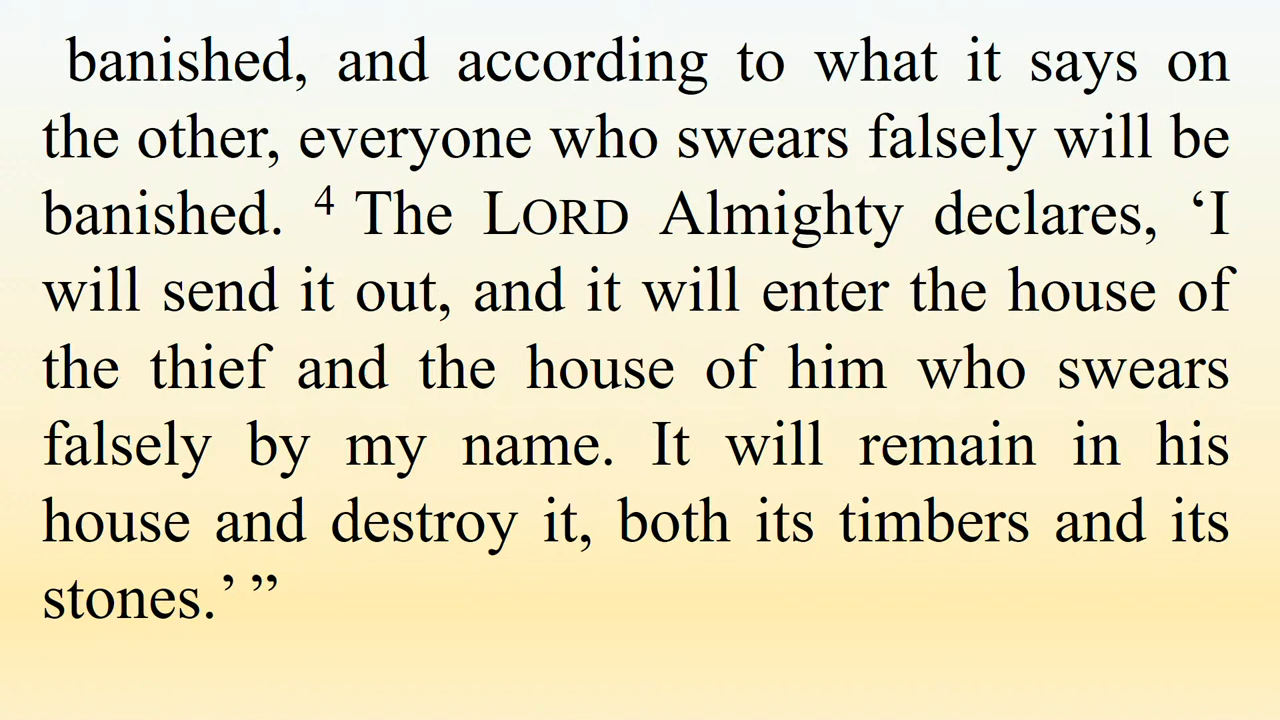 banished, and according to what it says on
the other, everyone who swears falsely will be
banished. ⁴ The LORD Almighty declares, ‘I
will send it out, and it will enter the house of
the thief and the house of him who swears
falsely by my name. It will remain in his
house and destroy it, both its timbers and its
stones.’ ”